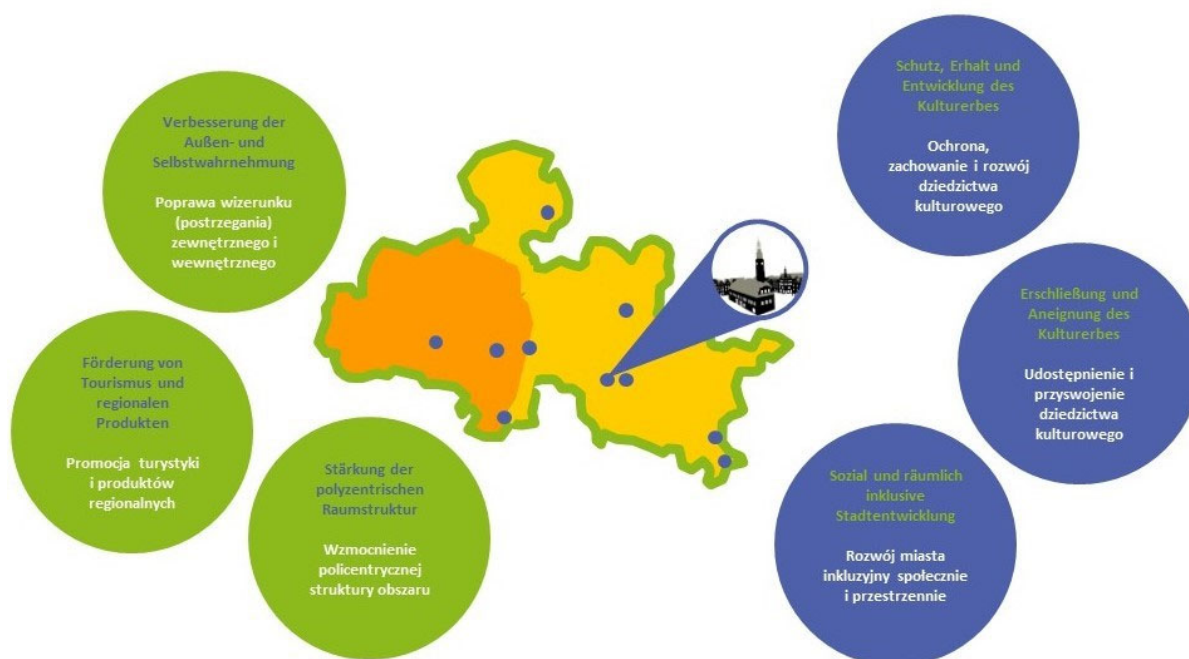 Verbesserung der
Außen- und
Selbstwahrnehmung
Poprawa wizerunku
(postrzegania)
zewnętrznego i
wewnętrznego
Förderung von
Tourismus und
regionalen
Produkten
Promocja turystyki
i produktów
regionalnych
Stärkung der
polyzentrischen
Raumstruktur
Wzmocnienie
policentrycznej
struktury obszaru
Schutz, Erhalt und
Entwicklung des
Kulturerbes
Ochrona,
zachowanie i rozwój
dziedzictwa
kulturowego
Erschließung und
Aneignung des
Kulturerbes
Udostępnienie i
przyswojenie
dziedzictwa
kulturowego
Sozial und räumlich
inklusive
Stadtentwicklung
Rozwój miasta
inkluzyjny społecznie
i przestrzennie